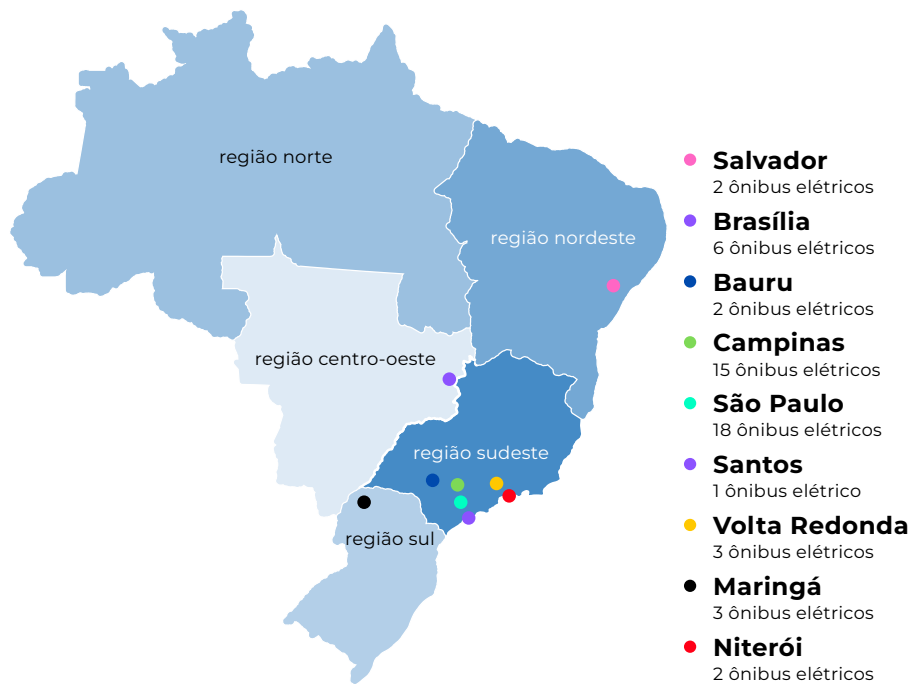 região norte
região nordeste
região centro-oeste
região sudeste
região sul
Salvador
2 ônibus elétricos
Brasília
6 ônibus elétricos
Bauru
2 ônibus elétricos
Campinas
15 ônibus elétricos
São Paulo
18 ônibus elétricos
Santos
1 ônibus elétrico
Volta Redonda
3 ônibus elétricos
Maringá
3 ônibus elétricos
Niterói
2 ônibus elétricos